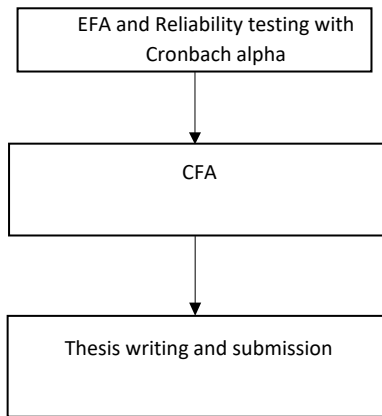 EFA and Reliability testing with
Cronbach alpha
CFA
Thesis writing and submission